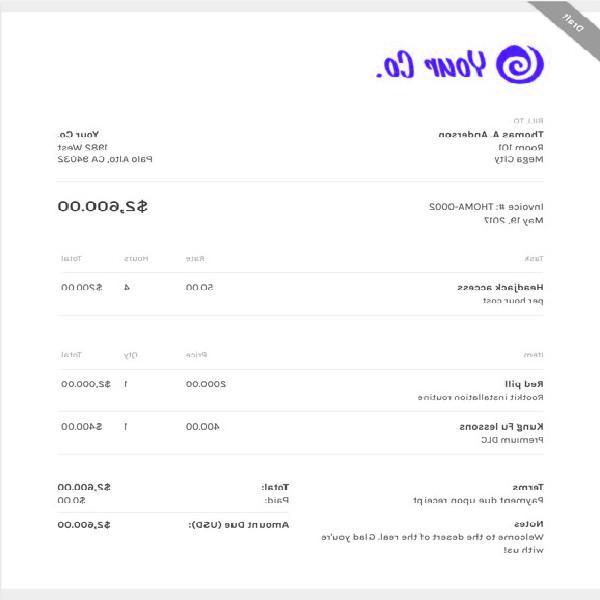 Draft
Your Co.
BILL TO
Thomas A. Anderson
Room 101
Mega City
Your Co.
1982 West
Palo Alto, CA 94032
Invoice #: THOMA-0002
May 19, 2017
$2,600.00
Task Rate Hours Total
Headjack access 50.00 4 $200.00
per hour cost
Item Price Qty Total
Red pill 2000.00 1 $2,000.00
Rootkit installation routine
Kung Fu lessons 400.00 1 $400.00
Premium DLC
Terms
Payment due upon receipt
Notes
Welcome to the desert of the real. Glad you're
with us!
Total: $2,600.00
Paid: $0.00
Amount Due (USD): $2,600.00